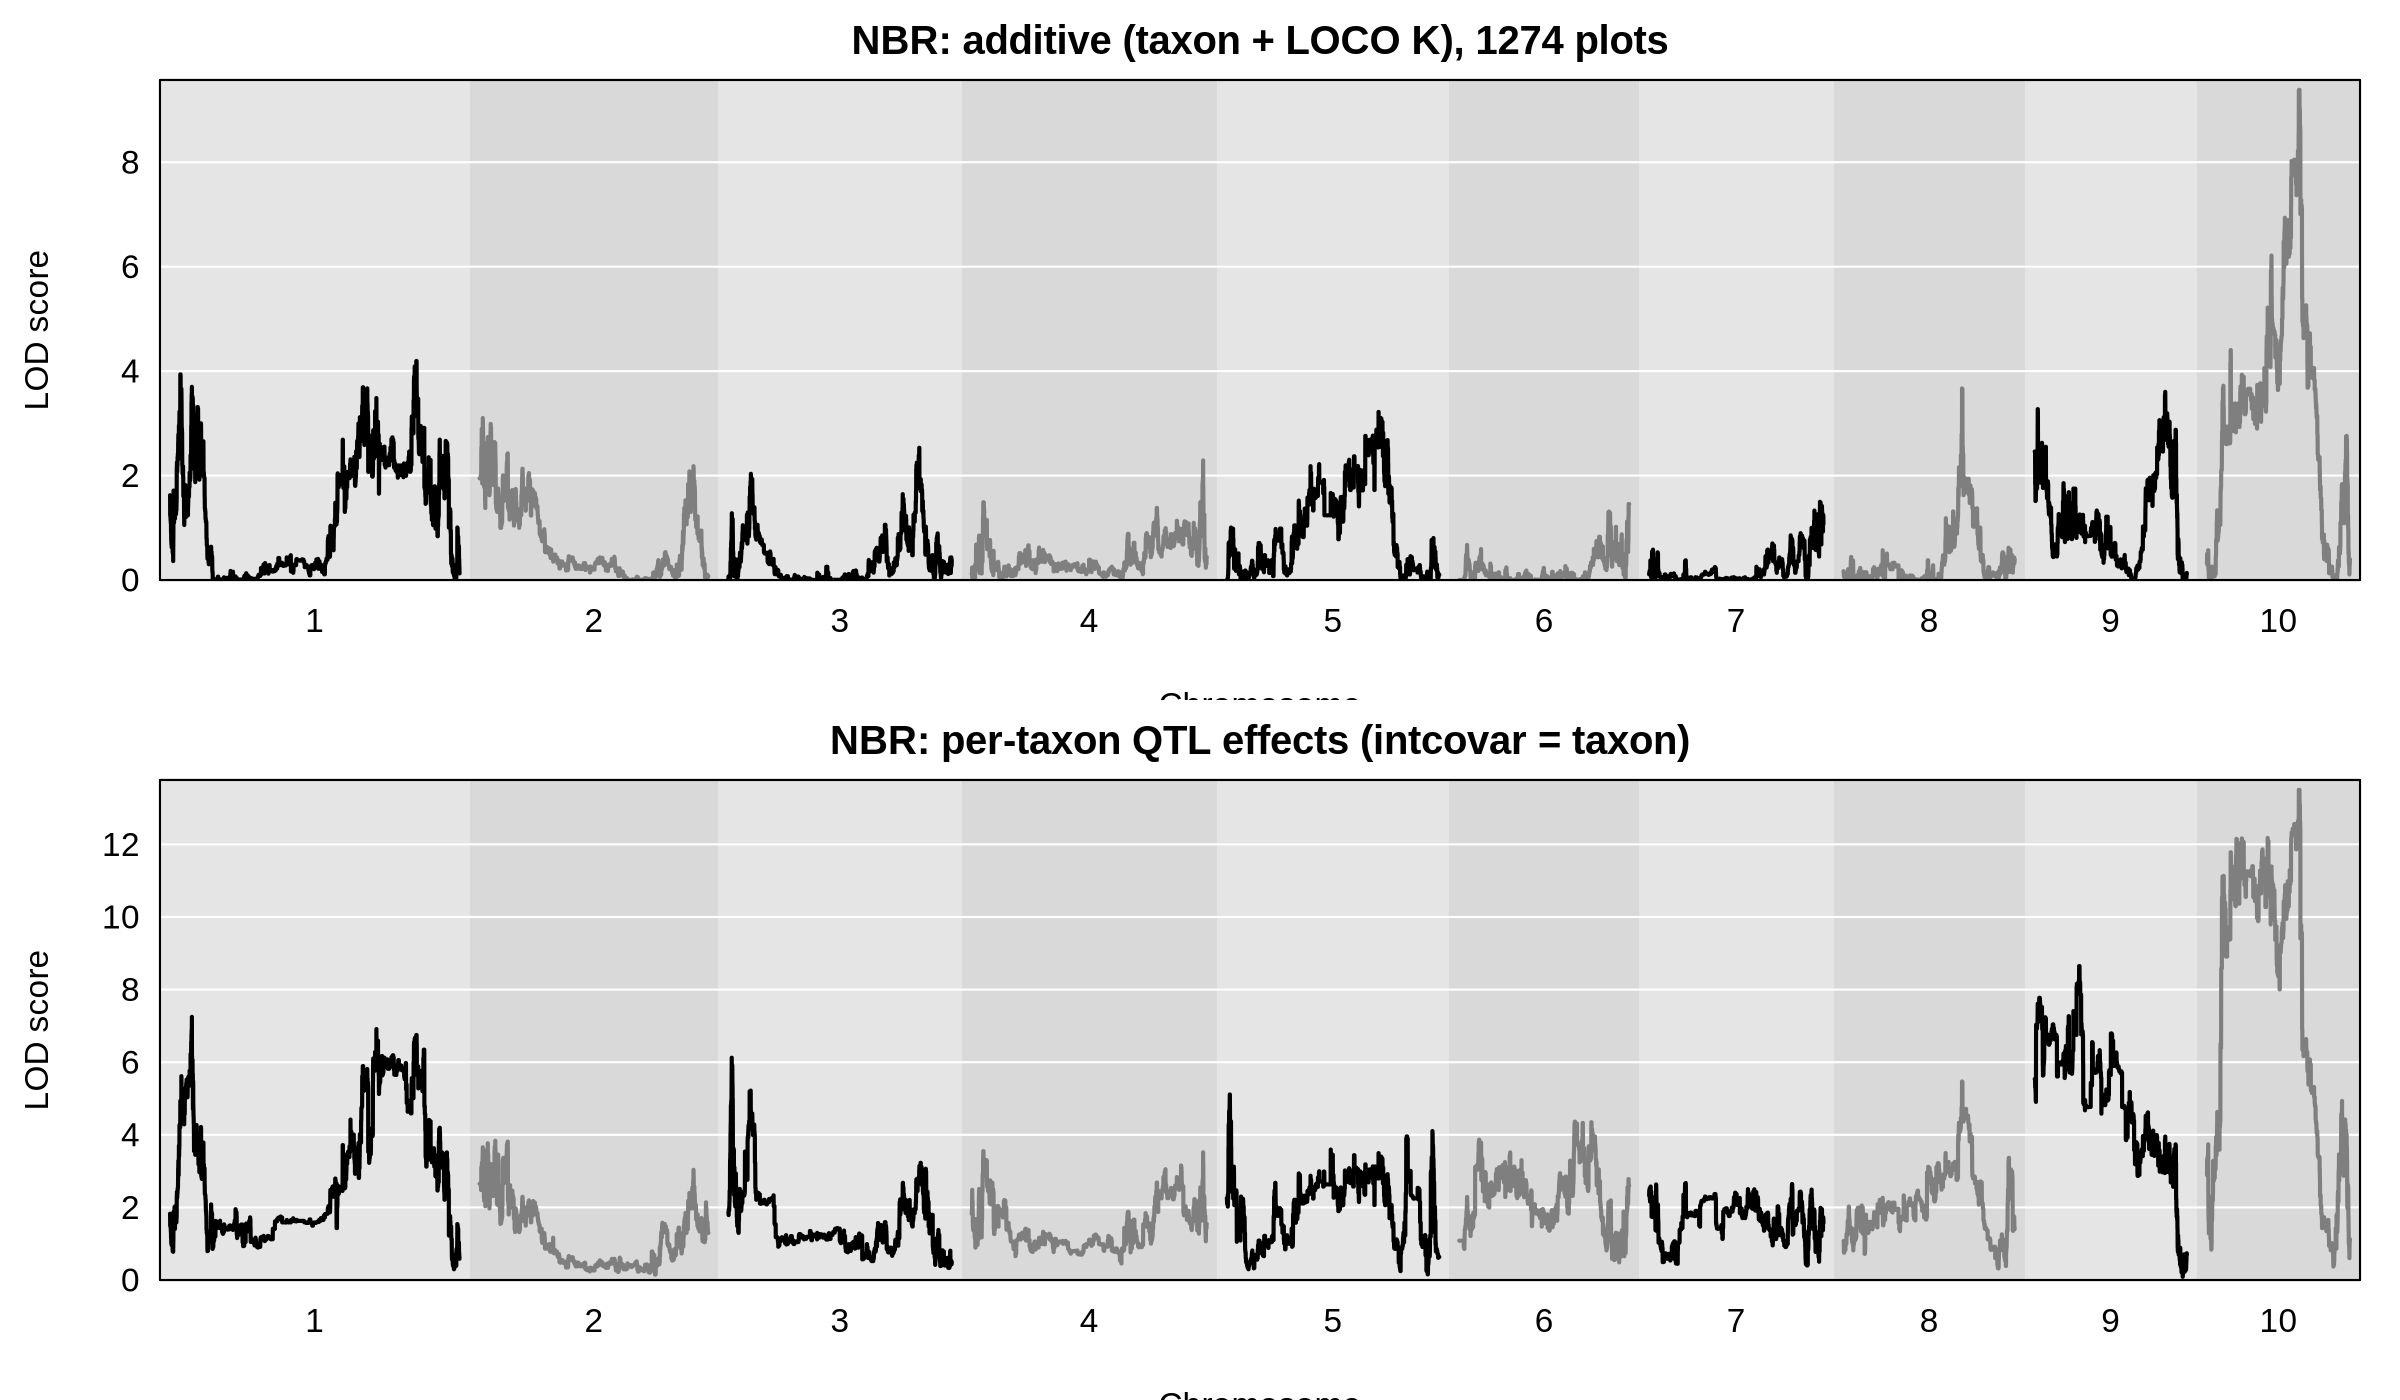 NBR: additive (taxon + LOCO K), 1274 plots
LOD score
8
6
4
2
0
1 2 3 4 5 6 7 8 9 10
Chromosome
NBR: per-taxon QTL effects (intcovar = taxon)
LOD score
12
10
8
6
4
2
0
1 2 3 4 5 6 7 8 9 10
Chromosome